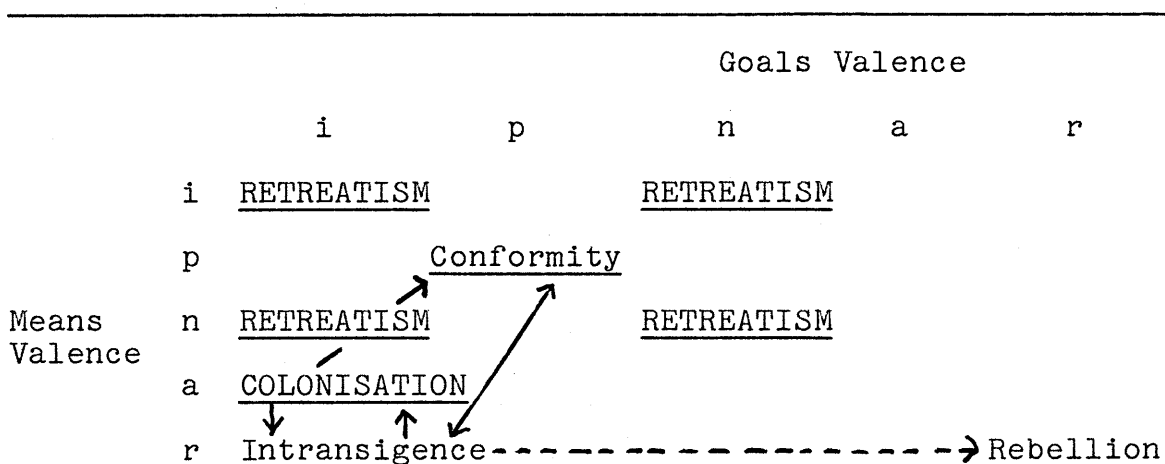 Goals Valence
i p n a r
i RETREATISM RETREATISM
p Conformity
Means n RETREATISM RETREATISM
Valence
a COLONISATION
r Intransigence Rebellion